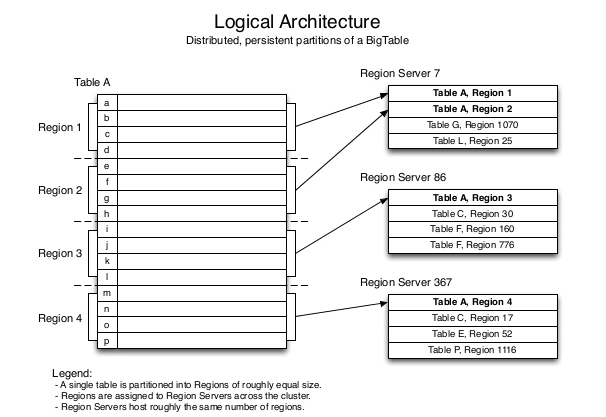 Logical Architecture
Distributed, persistent partitions of a BigTable
Table A
a
b
c
d
e
f
g
h
i
j
k
l
m
n
o
p
Region 1
Region 2
Region 3
Region 4
Region Server 7
Table A, Region 1
Table A, Region 2
Table G, Region 1070
Table L, Region 25
Region Server 86
Table A, Region 3
Table C, Region 30
Table F, Region 160
Table F, Region 776
Region Server 367
Table A, Region 4
Table C, Region 17
Table E, Region 52
Table P, Region 1116
Legend:
- A single table is partitioned into Regions of roughly equal size.
- Regions are assigned to Region Servers across the cluster.
- Region Servers host roughly the same number of regions.